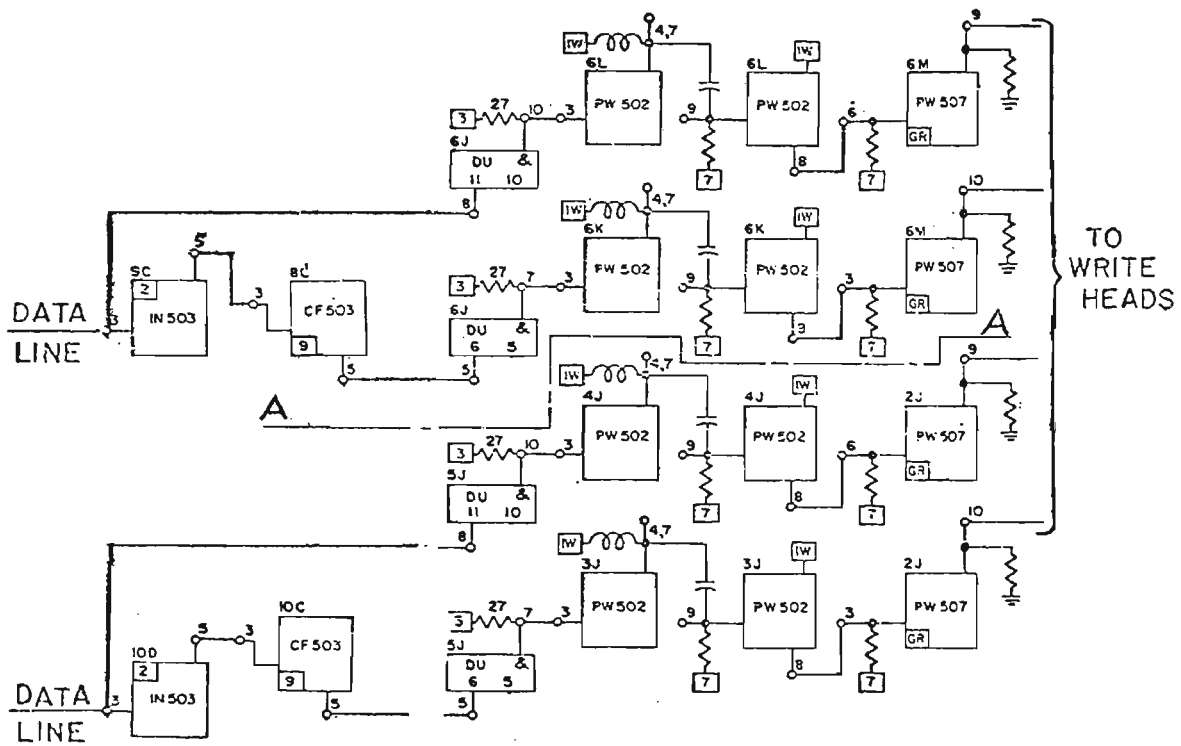 9
4,7
IW
IW
6L
6L
6M
PW 502
PW 502
PW 507
3
27
10
3
9
6
GR
6J
DU &
11 10
8
7
7
8
10
4,7
IW
IW
6K
6K
6M
PW 502
PW 502
PW 507
TO
WRITE
HEADS
5
9C
2
IN 503
3
8C
CF 503
9
3
27
7
3
9
3
GR
6J
DU &
6 5
DATA
LINE
3
5
5
3
7
7
A
A
9
4,7
IW
IW
4J
4J
2J
PW 502
PW 502
PW 507
3
27
10
3
9
6
GR
5J
DU &
11 10
8
7
7
8
10
4,7
IW
IW
3J
3J
2J
PW 502
PW 502
PW 507
10C
CF 503
9
5
3
27
7
3
9
3
GR
10D
2
IN 503
5J
DU &
6 5
DATA
LINE
3
5
5
8
7
7